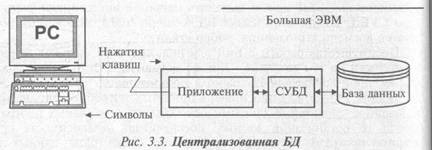 Большая ЭВМ
PC
Нажатия
клавиш
Приложение
СУБД
База данных
Символы
Рис. 3.3. Централизованная БД